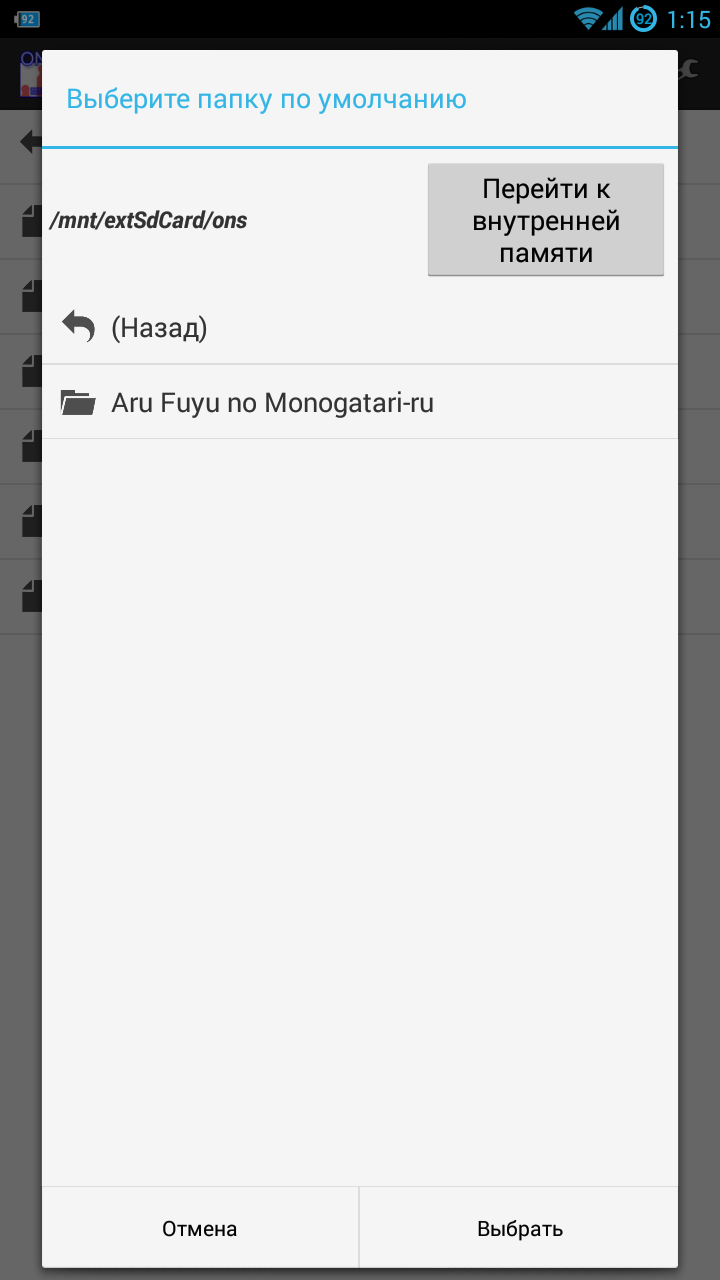 92
92
1:15
ON
Выберите папку по умолчанию
/mnt/extSdCard/ons
Перейти к
внутренней
памяти
(Назад)
Aru Fuyu no Monogatari-ru
Отмена
Выбрать